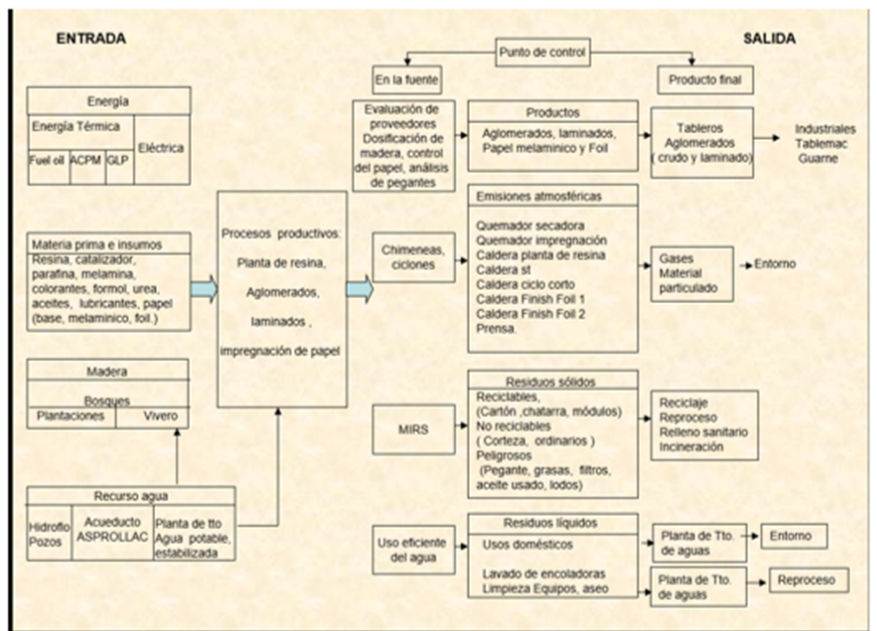 ENTRADA
SALIDA
Punto de control
En la fuente
Producto final
Energía
Energía Térmica
Eléctrica
Fuel oil
ACPM
GLP
Materia prima e insumos
Resina, catalizador,
parafina, melamina,
colorantes, formol, urea,
aceites, lubricantes, papel
(base, melaminico, foil.)
Madera
Bosques
Plantaciones
Vivero
Recurso agua
Hidroflo
Pozos
Acueducto
ASPROLLAC
Planta de tto
Agua potable,
estabilizada
Procesos productivos:
Planta de resina,
Aglomerados,
laminados ,
impregnación de papel
Evaluación de
proveedores
Dosificación de
madera, control
del papel, análisis
de pegantes
Productos
Aglomerados, laminados,
Papel melaminico y Foil
Tableros
Aglomerados
( crudo y laminado)
Industriales
Tablemac
Guarne
Chimeneas,
ciclones
Emisiones atmosféricas
Quemador secadora
Quemador impregnación
Caldera planta de resina
Caldera st
Caldera ciclo corto
Caldera Finish Foil 1
Caldera Finish Foil 2
Prensa.
Gases
Material
particulado
Entorno
MIRS
Residuos sólidos
Reciclables,
(Cartón ,chatarra, módulos)
No reciclables
( Corteza, ordinarios )
Peligrosos
(Pegante, grasas, filtros,
aceite usado, lodos)
Reciclaje
Reproceso
Relleno sanitario
Incineración
Uso eficiente
del agua
Residuos líquidos
Usos domésticos
Lavado de encoladoras
Limpieza Equipos, aseo
Planta de Tto.
de aguas
Entorno
Planta de Tto.
de aguas
Reproceso